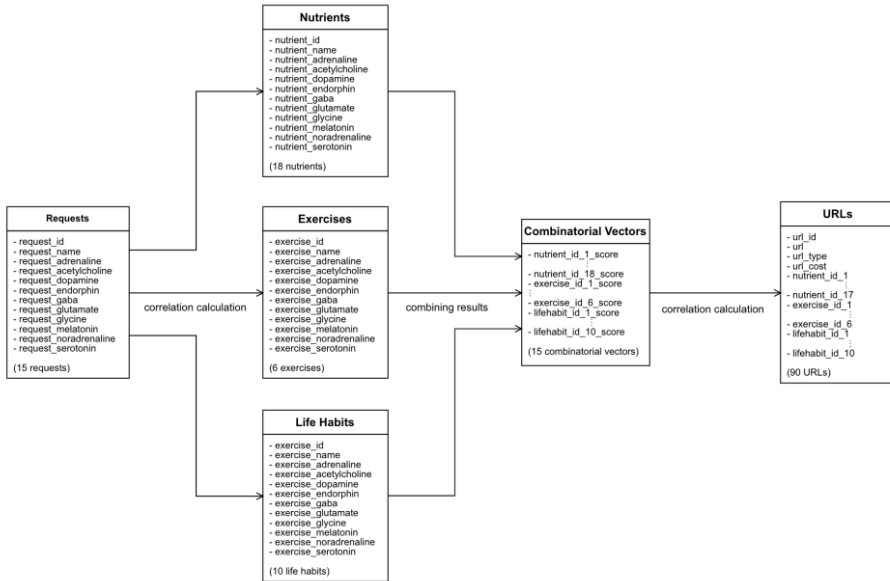 Nutrients
- nutrient_id
- nutrient_name
- nutrient_adrenaline
- nutrient_acetylcholine
- nutrient_dopamine
- nutrient_endorphin
- nutrient_gaba
- nutrient_glutamate
- nutrient_glycine
- nutrient_melatonin
- nutrient_noradrenaline
- nutrient_serotonin
(18 nutrients)
Requests
- request_id
- request_name
- request_adrenaline
- request_acetylcholine
- request_dopamine
- request_endorphin
- request_gaba
- request_glutamate
- request_glycine
- request_melatonin
- request_noradrenaline
- request_serotonin
(15 requests)
correlation calculation
Exercises
- exercise_id
- exercise_name
- exercise_adrenaline
- exercise_acetylcholine
- exercise_dopamine
- exercise_endorphin
- exercise_gaba
- exercise_glutamate
- exercise_glycine
- exercise_melatonin
- exercise_noradrenaline
- exercise_serotonin
(6 exercises)
combining results
Life Habits
- exercise_id
- exercise_name
- exercise_adrenaline
- exercise_acetylcholine
- exercise_dopamine
- exercise_endorphin
- exercise_gaba
- exercise_glutamate
- exercise_glycine
- exercise_melatonin
- exercise_noradrenaline
- exercise_serotonin
(10 life habits)
Combinatorial Vectors
- nutrient_id_1_score
⋮
- nutrient_id_18_score
- exercise_id_1_score
⋮
- exercise_id_6_score
- lifehabit_id_1_score
⋮
- lifehabit_id_10_score
(15 combinatorial vectors)
correlation calculation
URLs
- url_id
- url
- url_type
- url_cost
- nutrient_id_1
⋮
- nutrient_id_17
- exercise_id_1
⋮
- exercise_id_6
- lifehabit_id_1
⋮
- lifehabit_id_10
(90 URLs)